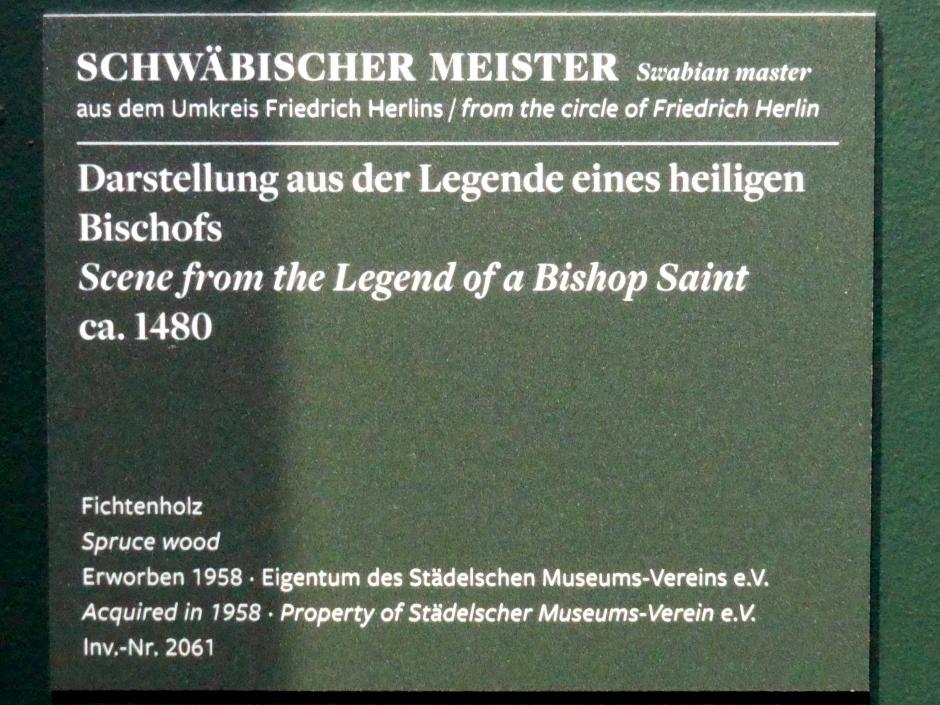 SCHWÄBISCHER MEISTER Swabian master
aus dem Umkreis Friedrich Herlins / from the circle of Friedrich Herlin
Darstellung aus der Legende eines heiligen
Bischofs
Scene from the Legend of a Bishop Saint
ca. 1480
Fichtenholz
Spruce wood
Erworben 1958 · Eigentum des Städelschen Museums-Vereins e.V.
Acquired in 1958 · Property of Städelscher Museums-Verein e.V.
Inv.-Nr. 2061